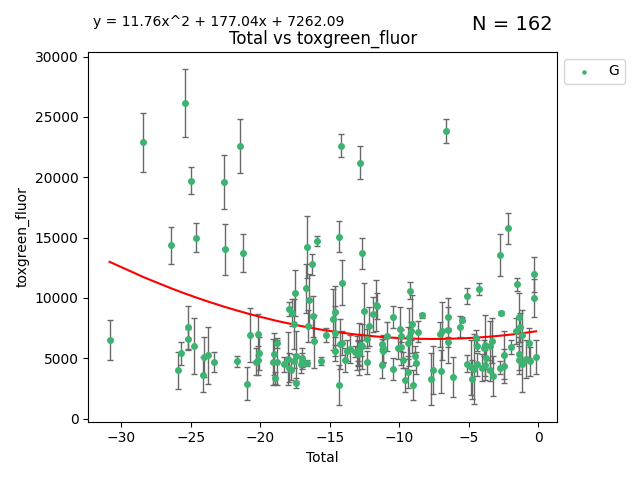 y = 11.76x^2 + 177.04x + 7262.09
N = 162
Total vs toxgreen_fluor
G
30000
25000
20000
15000
10000
5000
0
toxgreen_fluor
−30 −25 −20 −15 −10 −5 0
Total